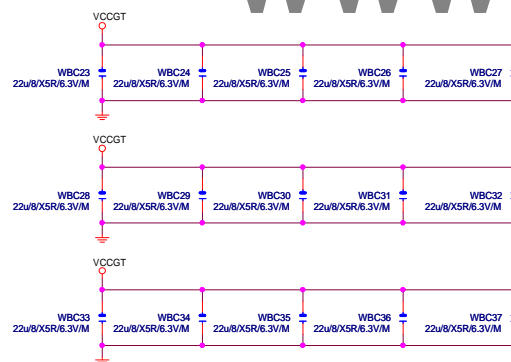 VCCGT
WBC23 WBC24 WBC25 WBC26 WBC27
22u/8/X5R/6.3V/M 22u/8/X5R/6.3V/M 22u/8/X5R/6.3V/M 22u/8/X5R/6.3V/M 22u/8/X5R/6.3V/M
VCCGT
WBC28 WBC29 WBC30 WBC31 WBC32
22u/8/X5R/6.3V/M 22u/8/X5R/6.3V/M 22u/8/X5R/6.3V/M 22u/8/X5R/6.3V/M 22u/8/X5R/6.3V/M
VCCGT
WBC33 WBC34 WBC35 WBC36 WBC37
22u/8/X5R/6.3V/M 22u/8/X5R/6.3V/M 22u/8/X5R/6.3V/M 22u/8/X5R/6.3V/M 22u/8/X5R/6.3V/M